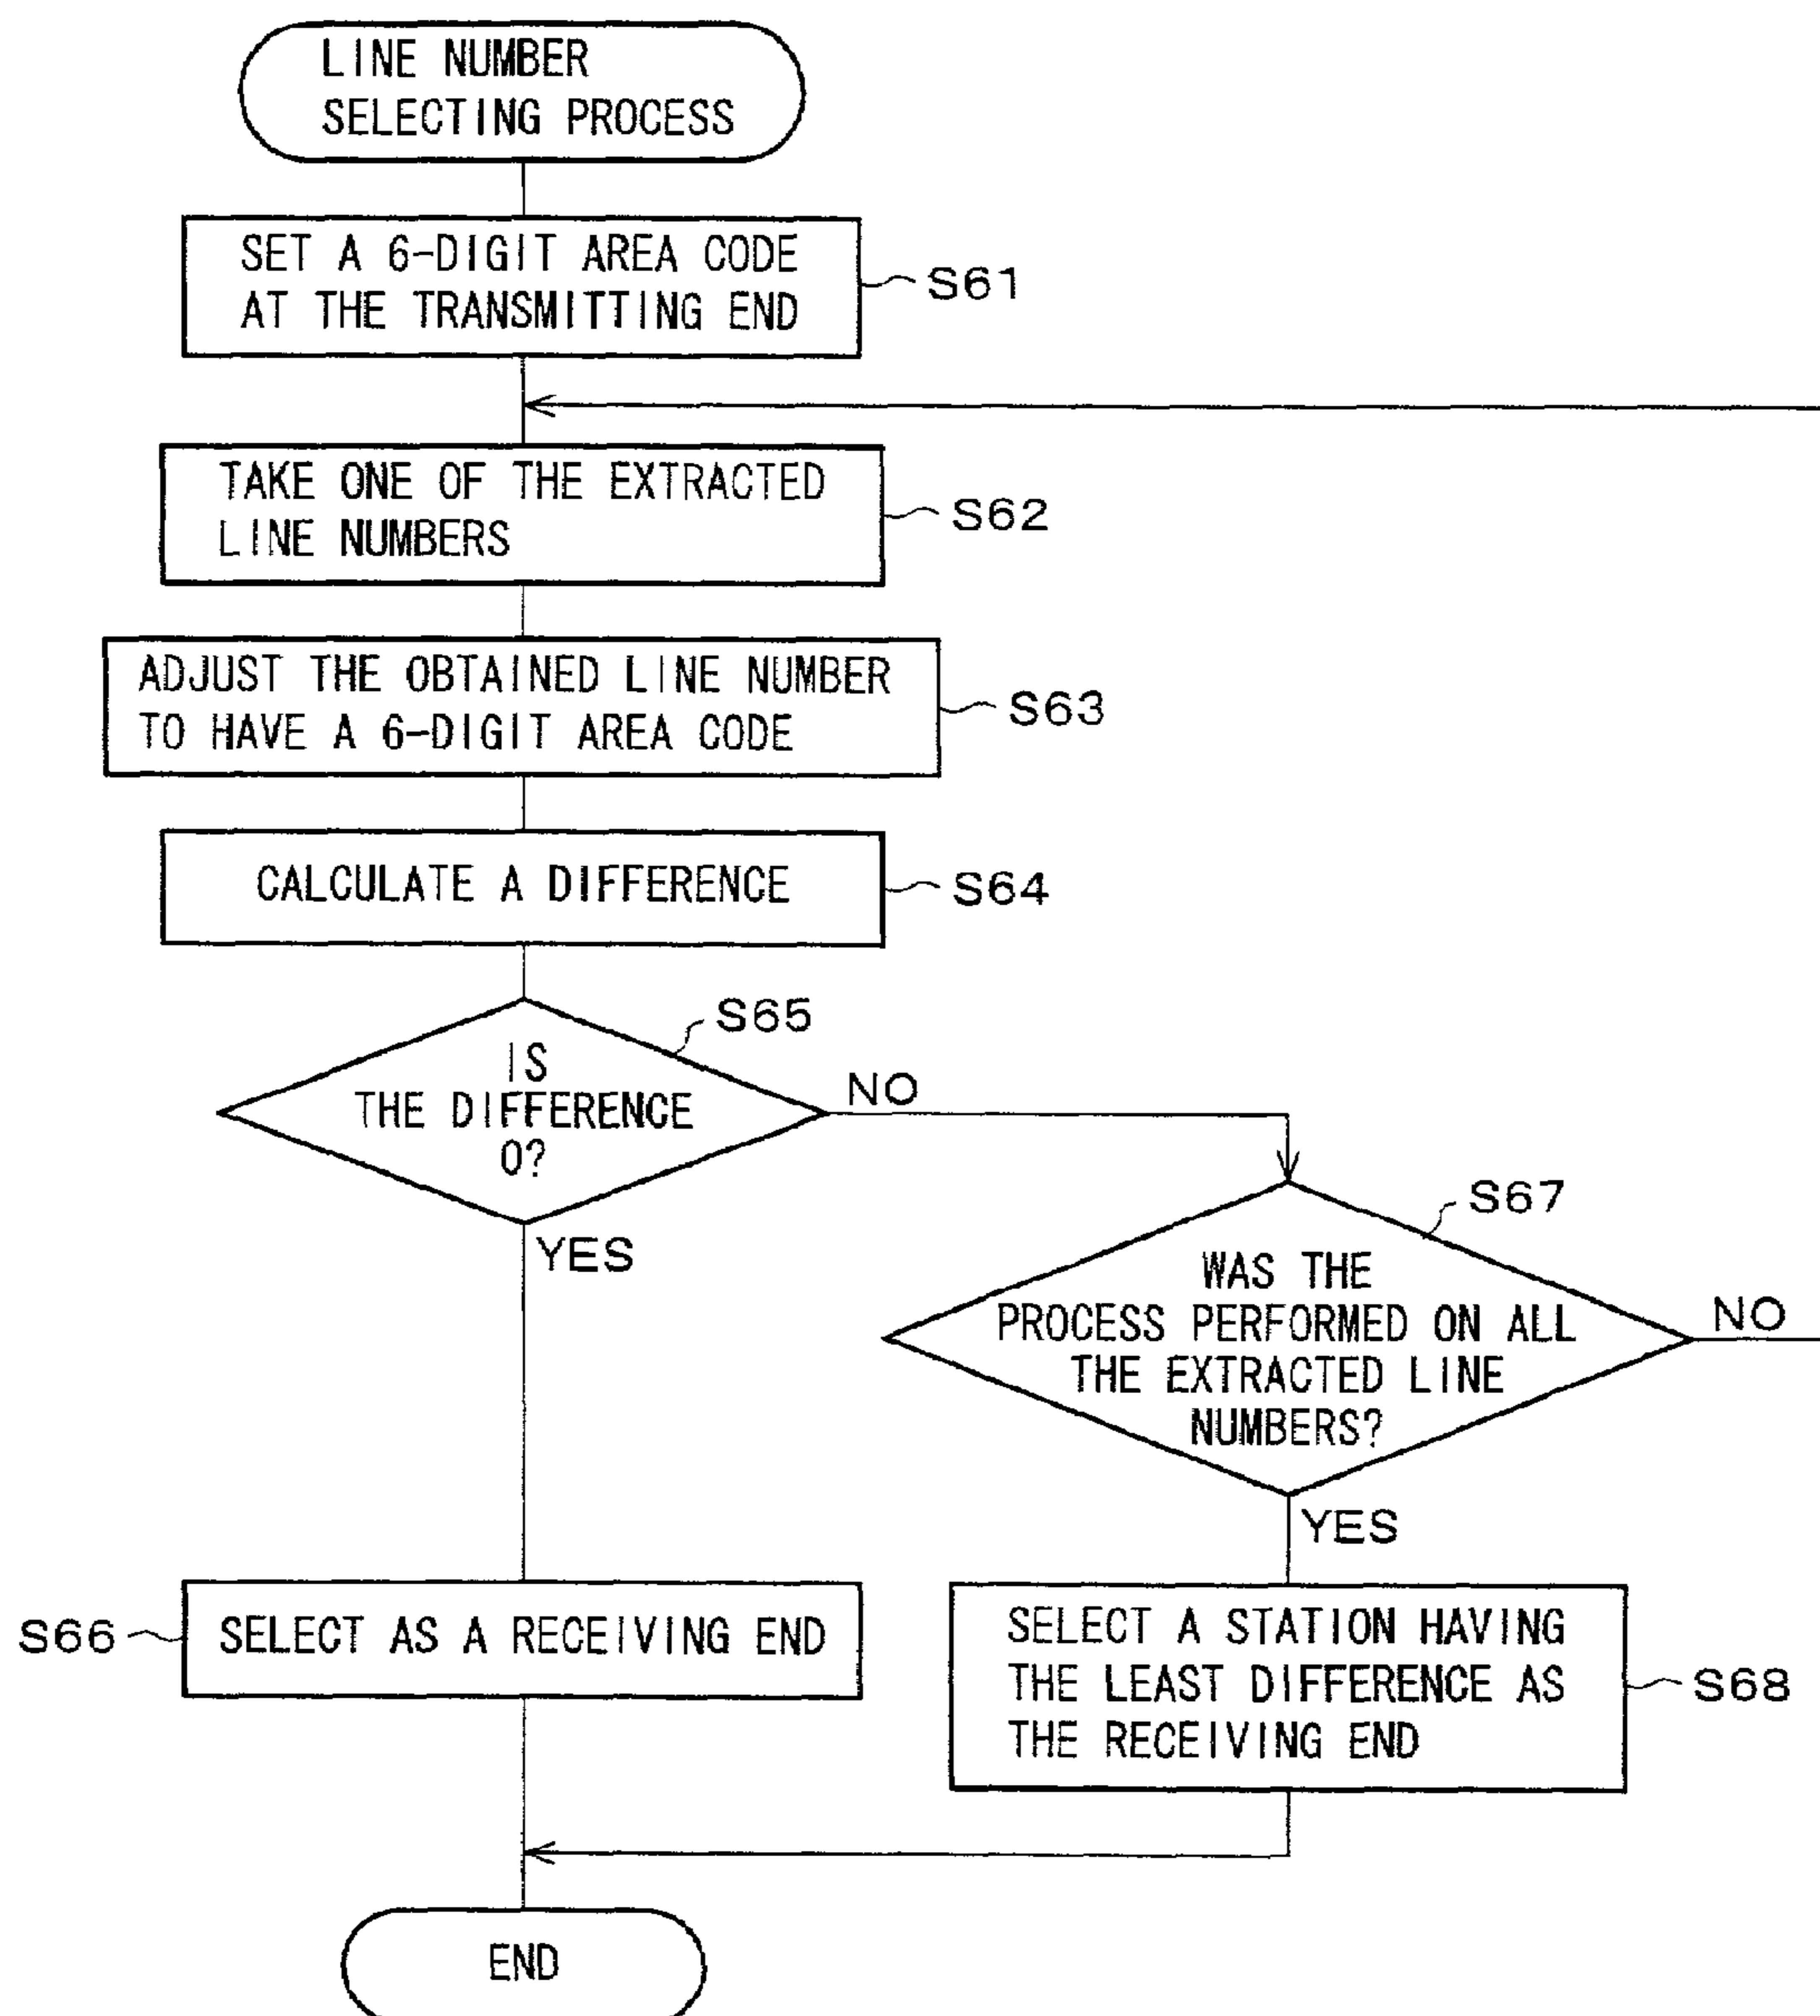 LINE NUMBER
SELECTING PROCESS
SET A 6-DIGIT AREA CODE
AT THE TRANSMITTING END
S61
TAKE ONE OF THE EXTRACTED
LINE NUMBERS
S62
ADJUST THE OBTAINED LINE NUMBER
TO HAVE A 6-DIGIT AREA CODE
S63
CALCULATE A DIFFERENCE
S64
S65
IS
THE DIFFERENCE
0?
NO
YES
S67
WAS THE
PROCESS PERFORMED ON ALL
THE EXTRACTED LINE
NUMBERS?
NO
YES
S66
SELECT AS A RECEIVING END
SELECT A STATION HAVING
THE LEAST DIFFERENCE AS
THE RECEIVING END
S68
END